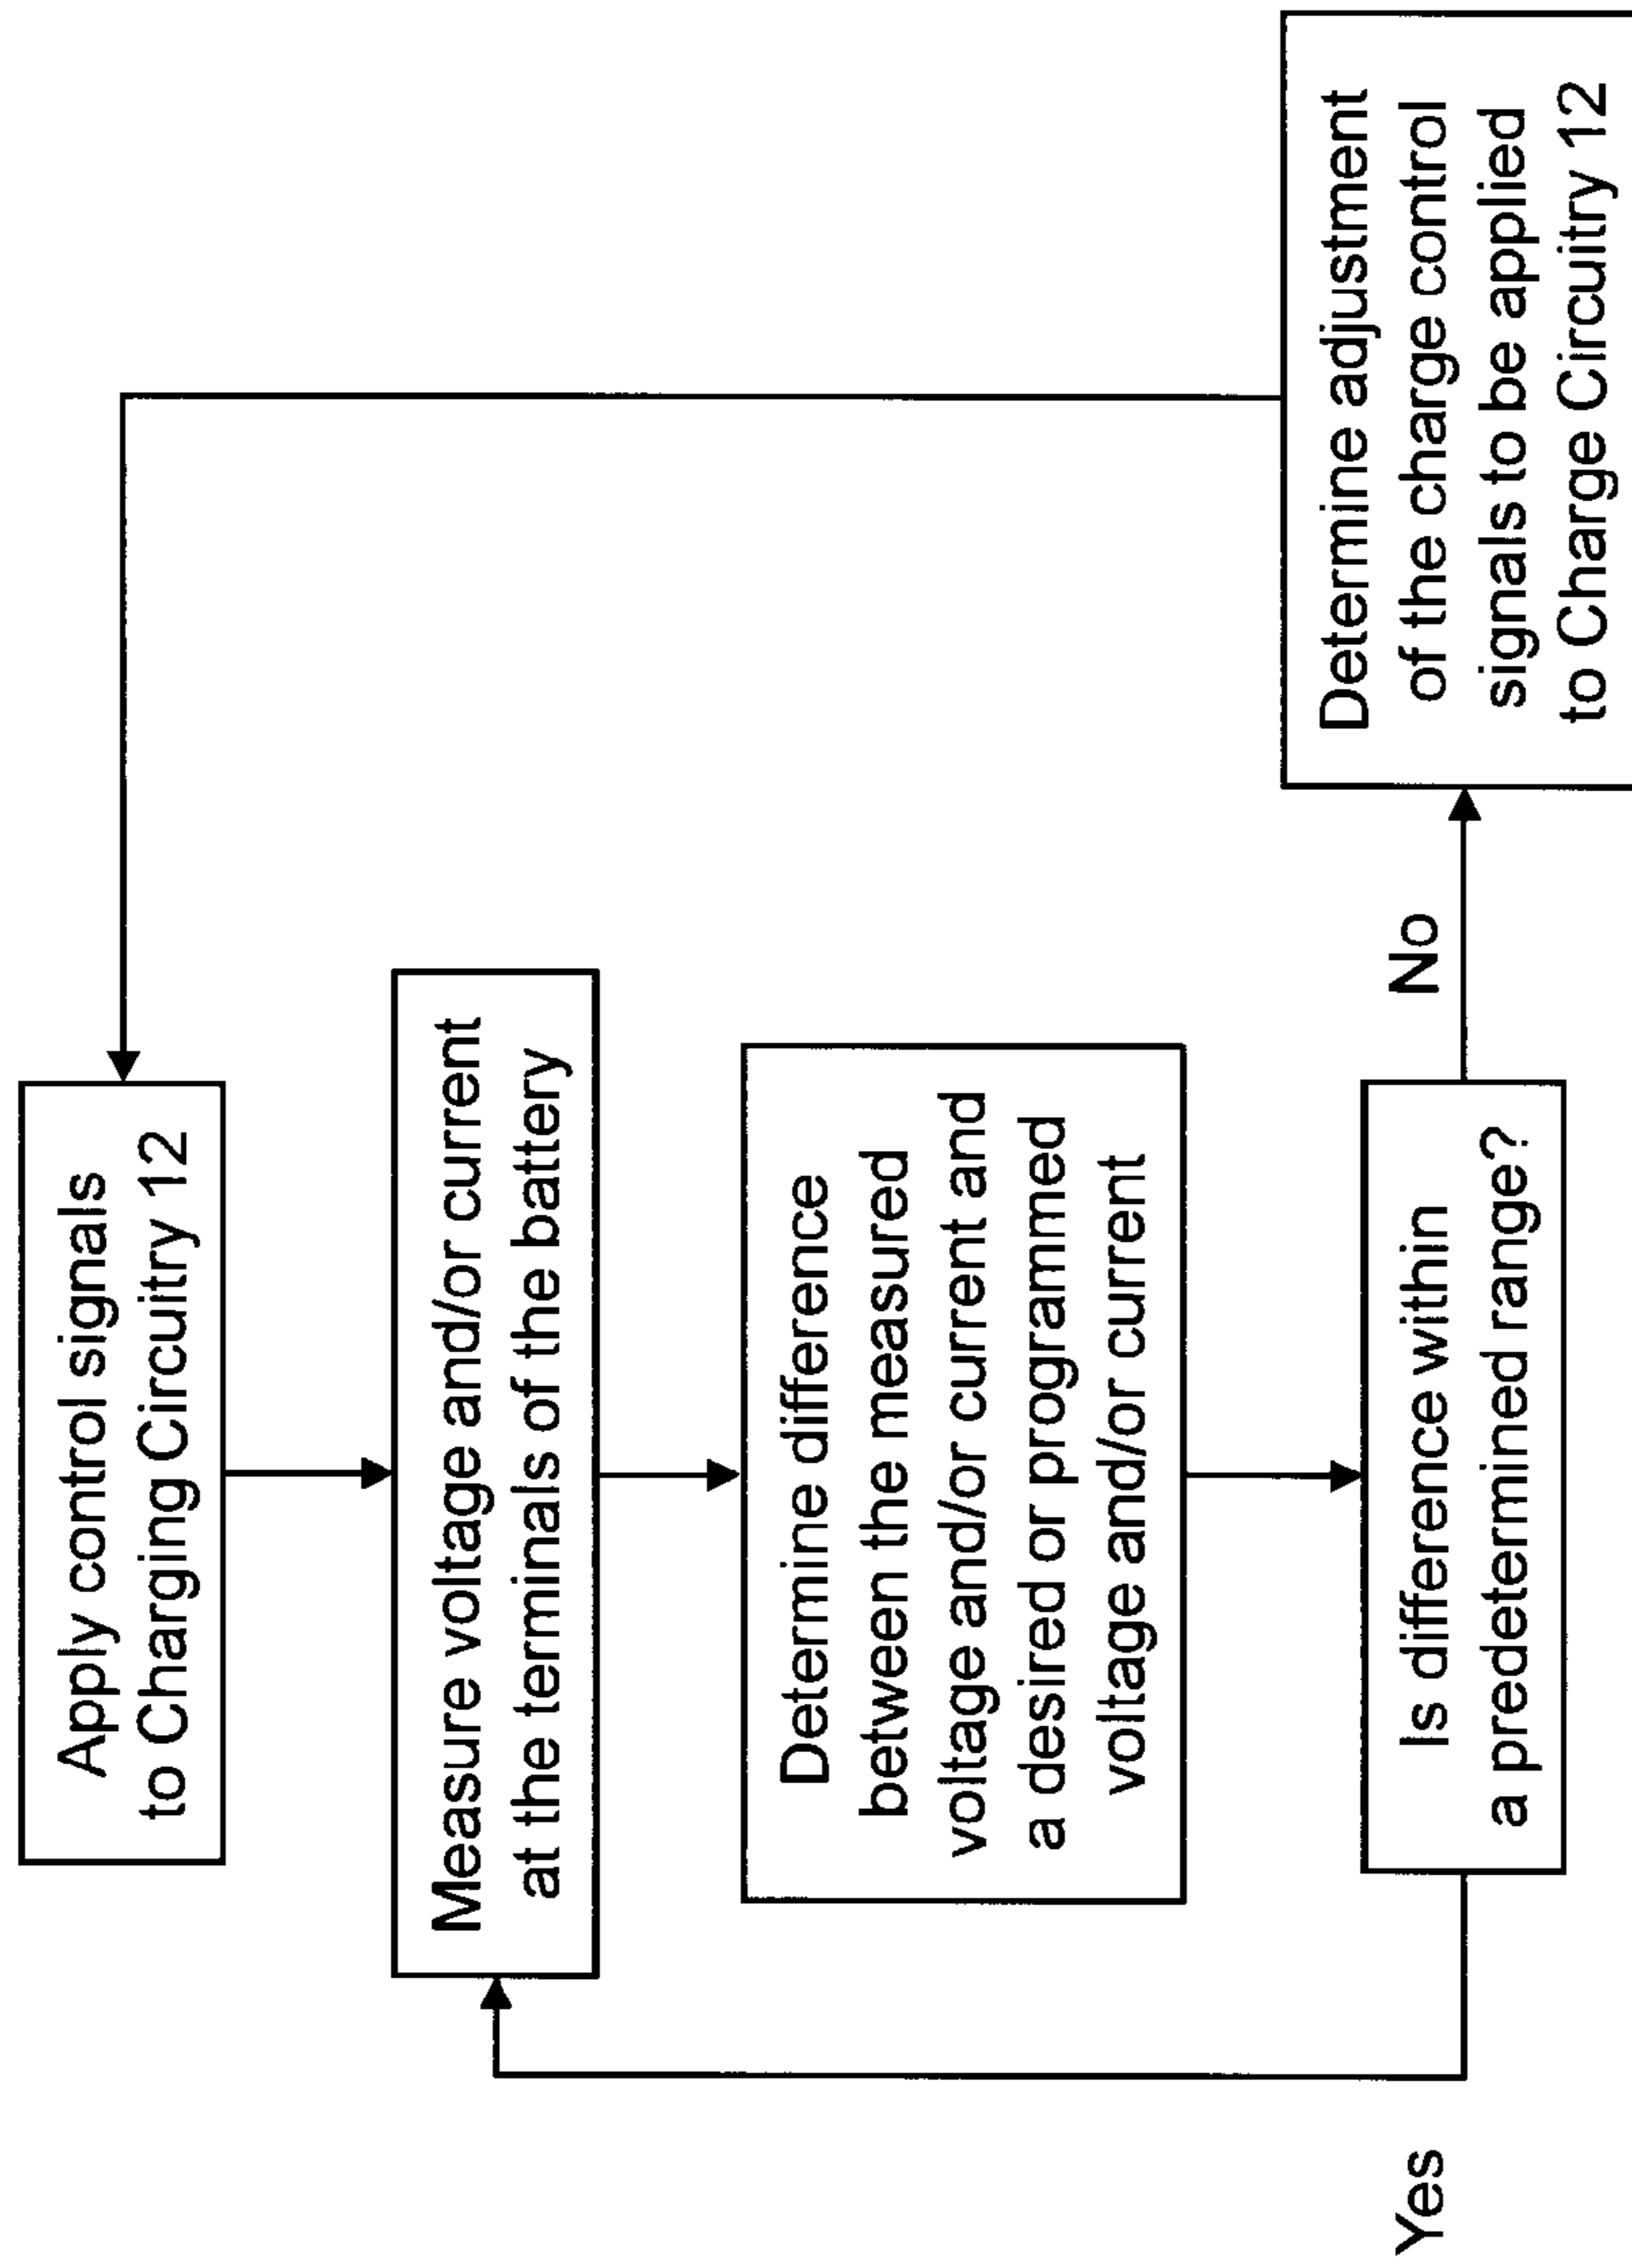 Apply control signals
to Charging Circuitry 12
Measure voltage and/or current
at the terminals of the battery
Determine difference
between the measured
voltage and/or current and
a desired or programmed
voltage and/or current
Is difference within
a predetermined range?
Yes
No
Determine adjustment
of the charge control
signals to be applied
to Charge Circuitry 12